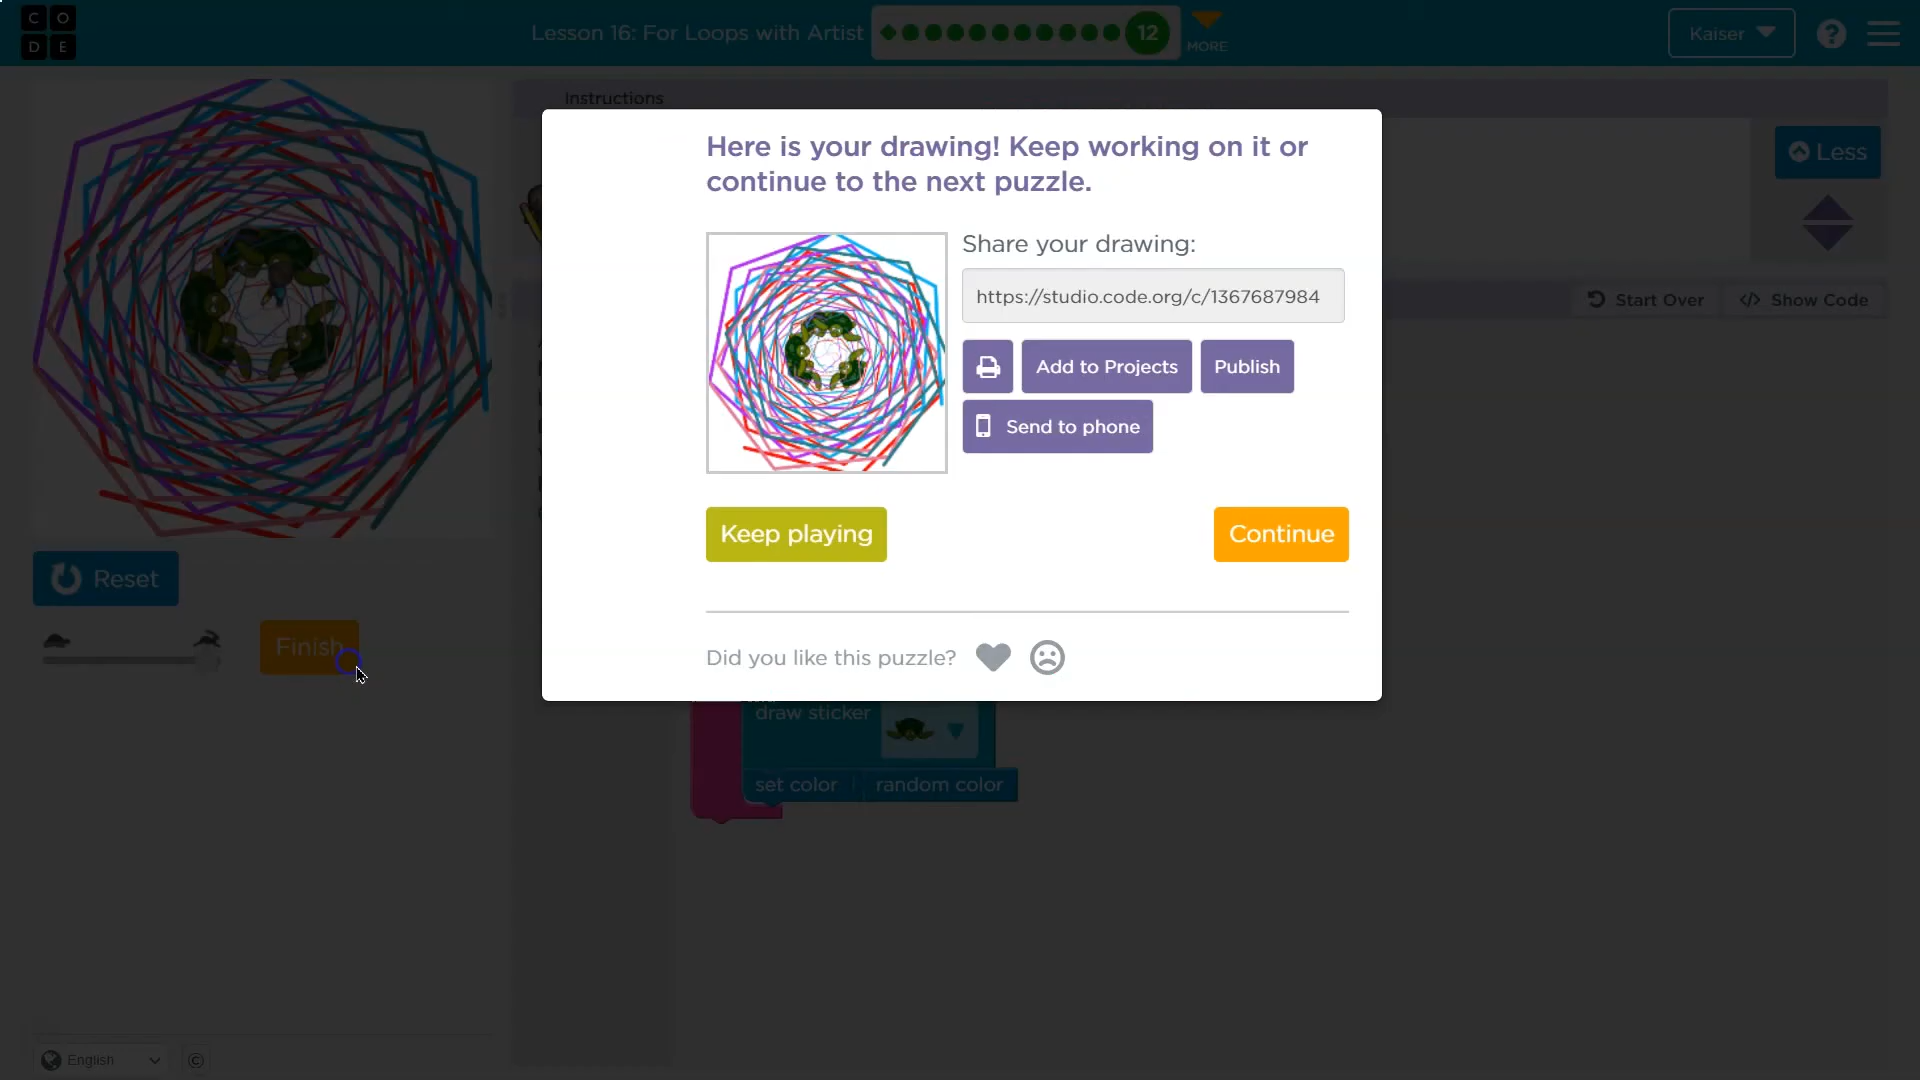 C O
D E
Lesson 16: For Loops with Artist
12
MORE
Kaiser
?
Instructions
Less
Here is your drawing! Keep working on it or
continue to the next puzzle.
Share your drawing:
https://studio.code.org/c/1367687984
Add to Projects
Publish
Send to phone
Start Over
</> Show Code
Keep playing
Continue
Reset
Finish
Did you like this puzzle?
draw sticker
set color
random color
English
©